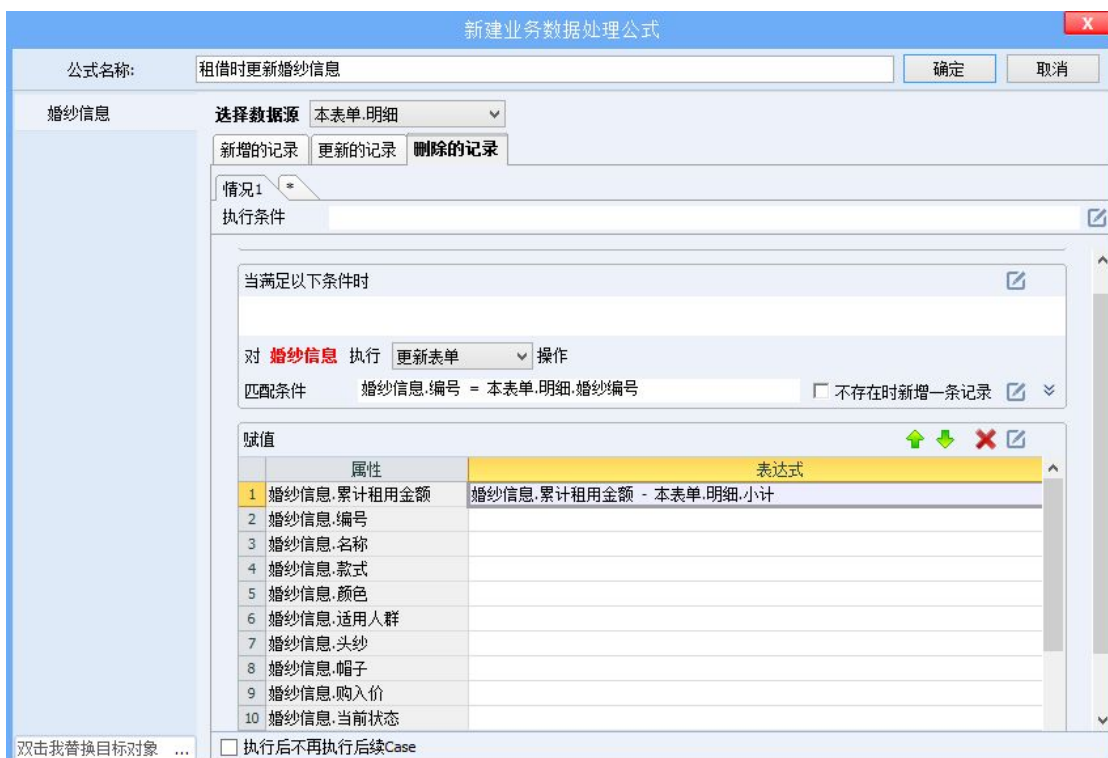 新建业务数据处理公式
X
公式名称: 租借时更新婚纱信息 确定 取消
婚纱信息 选择数据源 本表单.明细
新增的记录 更新的记录 删除的记录
情况1 *
执行条件
当满足以下条件时
对 婚纱信息 执行 更新表单 操作
匹配条件 婚纱信息.编号 = 本表单.明细.婚纱编号 不存在时新增一条记录
赋值
属性 表达式
1 婚纱信息.累计租用金额 婚纱信息.累计租用金额 - 本表单.明细.小计
2 婚纱信息.编号
3 婚纱信息.名称
4 婚纱信息.款式
5 婚纱信息.颜色
6 婚纱信息.适用人群
7 婚纱信息.头纱
8 婚纱信息.帽子
9 婚纱信息.购入价
10 婚纱信息.当前状态
双击我替换目标对象 ... 执行后不再执行后续Case